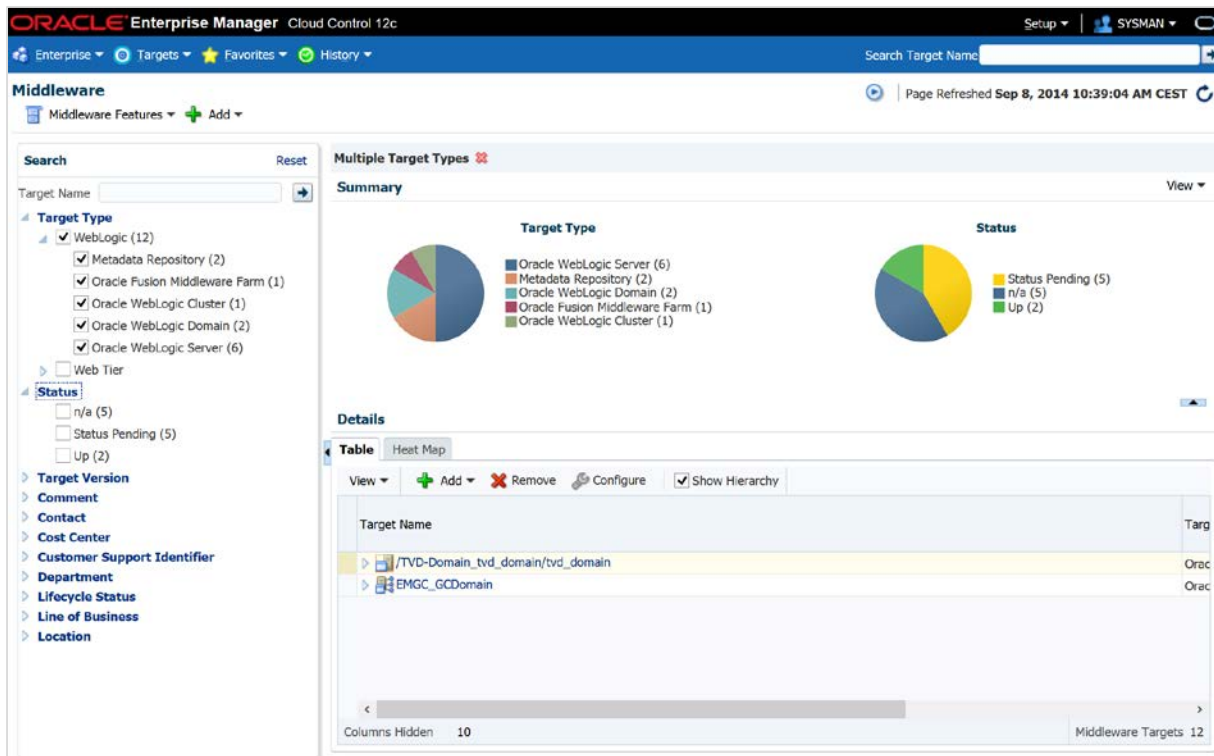 ORACLE Enterprise Manager Cloud Control 12c
Setup
SYSMAN
Enterprise Targets Favorites History
Search Target Name
Middleware
Page Refreshed Sep 8, 2014 10:39:04 AM CEST
Middleware Features Add
Search Reset
Target Name
Target Type
WebLogic (12)
Metadata Repository (2)
Oracle Fusion Middleware Farm (1)
Oracle WebLogic Cluster (1)
Oracle WebLogic Domain (2)
Oracle WebLogic Server (6)
Web Tier
Status
n/a (5)
Status Pending (5)
Up (2)
Target Version
Comment
Contact
Cost Center
Customer Support Identifier
Department
Lifecycle Status
Line of Business
Location
Multiple Target Types
Summary
View
Target Type
Oracle WebLogic Server (6)
Metadata Repository (2)
Oracle WebLogic Domain (2)
Oracle Fusion Middleware Farm (1)
Oracle WebLogic Cluster (1)
Status
Status Pending (5)
n/a (5)
Up (2)
Details
Table Heat Map
View Add Remove Configure Show Hierarchy
Target Name Targ
/TVD-Domain_tvd_domain/tvd_domain Orac
EMGC_GCDomain Orac
Columns Hidden 10
Middleware Targets 12